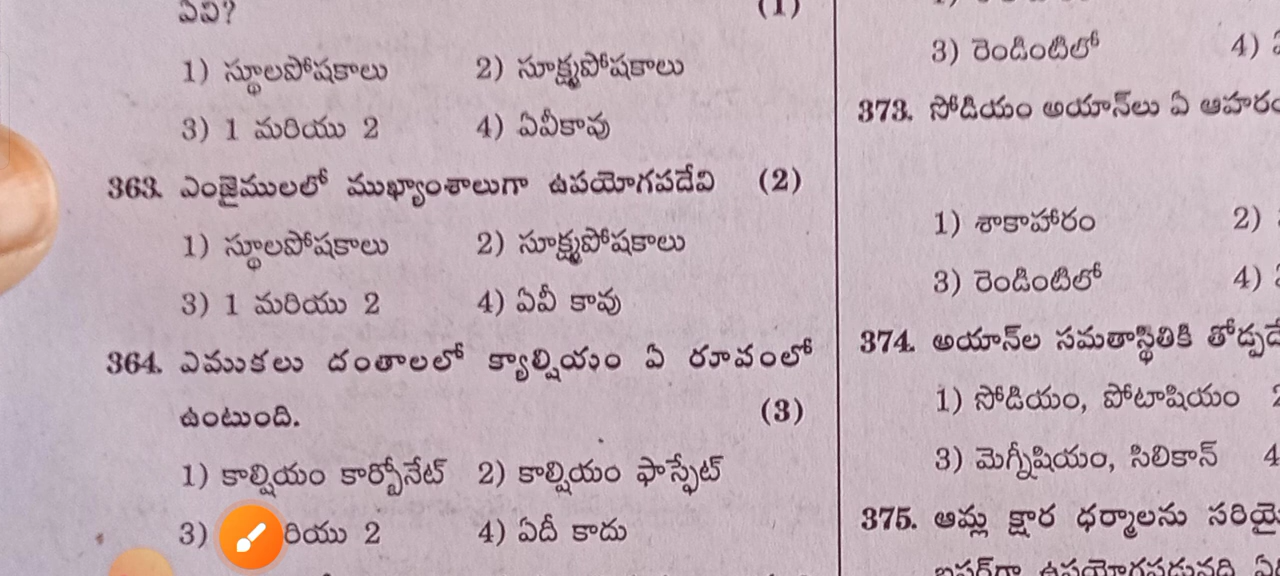 ఏవి? (1)
1) స్థూలపోషకాలు 2) సూక్ష్మపోషకాలు
3) 1 మరియు 2 4) ఏవీకావు
363. ఎంజైములలో ముఖ్యాంశాలుగా ఉపయోగపడేవి (2)
1) స్థూలపోషకాలు 2) సూక్ష్మపోషకాలు
3) 1 మరియు 2 4) ఏవీ కావు
364. ఎముకలు దంతాలలో క్యాల్షియం ఏ రూపంలో
ఉంటుంది. (3)
1) కాల్షియం కార్బోనేట్ 2) కాల్షియం ఫాస్ఫేట్
3) రియు 2 4) ఏదీ కాదు
3) రెండింటిలో 4)
373. సోడియం అయాన్‌లు ఏ ఆహారం
1) శాకాహారం 2)
3) రెండింటిలో 4)
374. అయాన్‌ల సమతాస్థితికి తోడ్పడే
1) సోడియం, పోటాషియం 2
3) మెగ్నీషియం, సిలికాన్ 4
375. ఆమ్ల క్షార ధర్మాలను సరియై